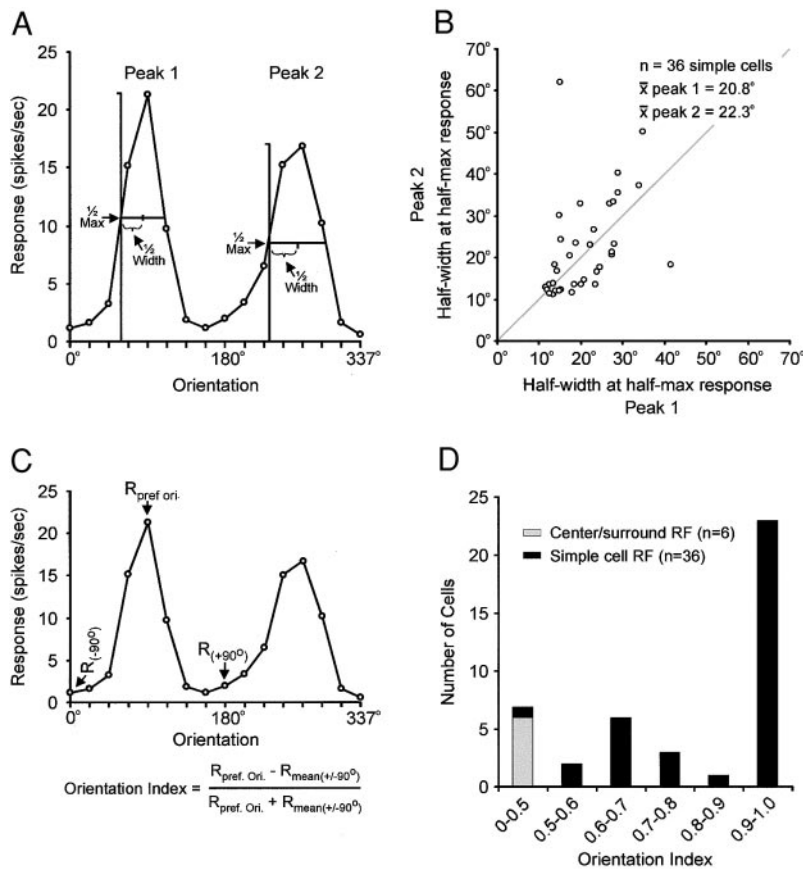 A
Response (spikes/sec)
25
20
15
10
5
0
Peak 1
Peak 2
½
Max
½
Width
½
Max
½
Width
0°
180°
337°
Orientation
B
Peak 2
Half-width at half-max response
70°
60°
50°
40°
30°
20°
10°
0°
n = 36 simple cells
x̄ peak 1 = 20.8°
x̄ peak 2 = 22.3°
0° 10° 20° 30° 40° 50° 60° 70°
Half-width at half-max response
Peak 1
C
Response (spikes/sec)
25
20
15
10
5
0
R pref ori.
R (-90°)
R (+90°)
0°
180°
337°
Orientation
Orientation Index = R pref. Ori. - R mean(+/-90°)
R pref. Ori. + R mean(+/-90°)
D
Number of Cells
25
20
15
10
5
0
Center/surround RF (n=6)
Simple cell RF (n=36)
0-0.5
0.5-0.6
0.6-0.7
0.7-0.8
0.8-0.9
0.9-1.0
Orientation Index